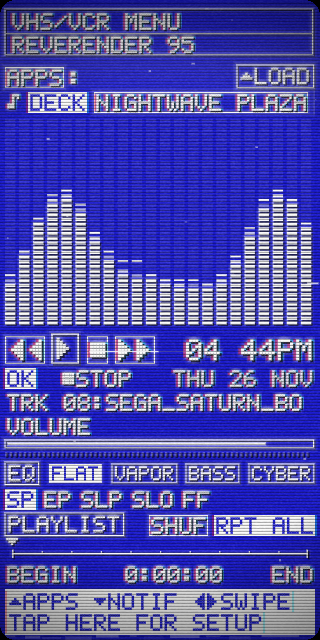 VHS/VCR MENU
REVERENDER '95
APPS: LOAD
DECK NIGHTWAVE PLAZA
04 44PM
OK STOP THU 26 NOV
TRK 08:SEGA_SATURN_BO
VOLUME
EQ FLAT VAPOR BASS CYBER
SP EP SLP SLO FF
PLAYLIST SHUF RPT ALL
BEGIN 0:00:00 END
APPS NOTIF SWIPE
TAP HERE FOR SETUP